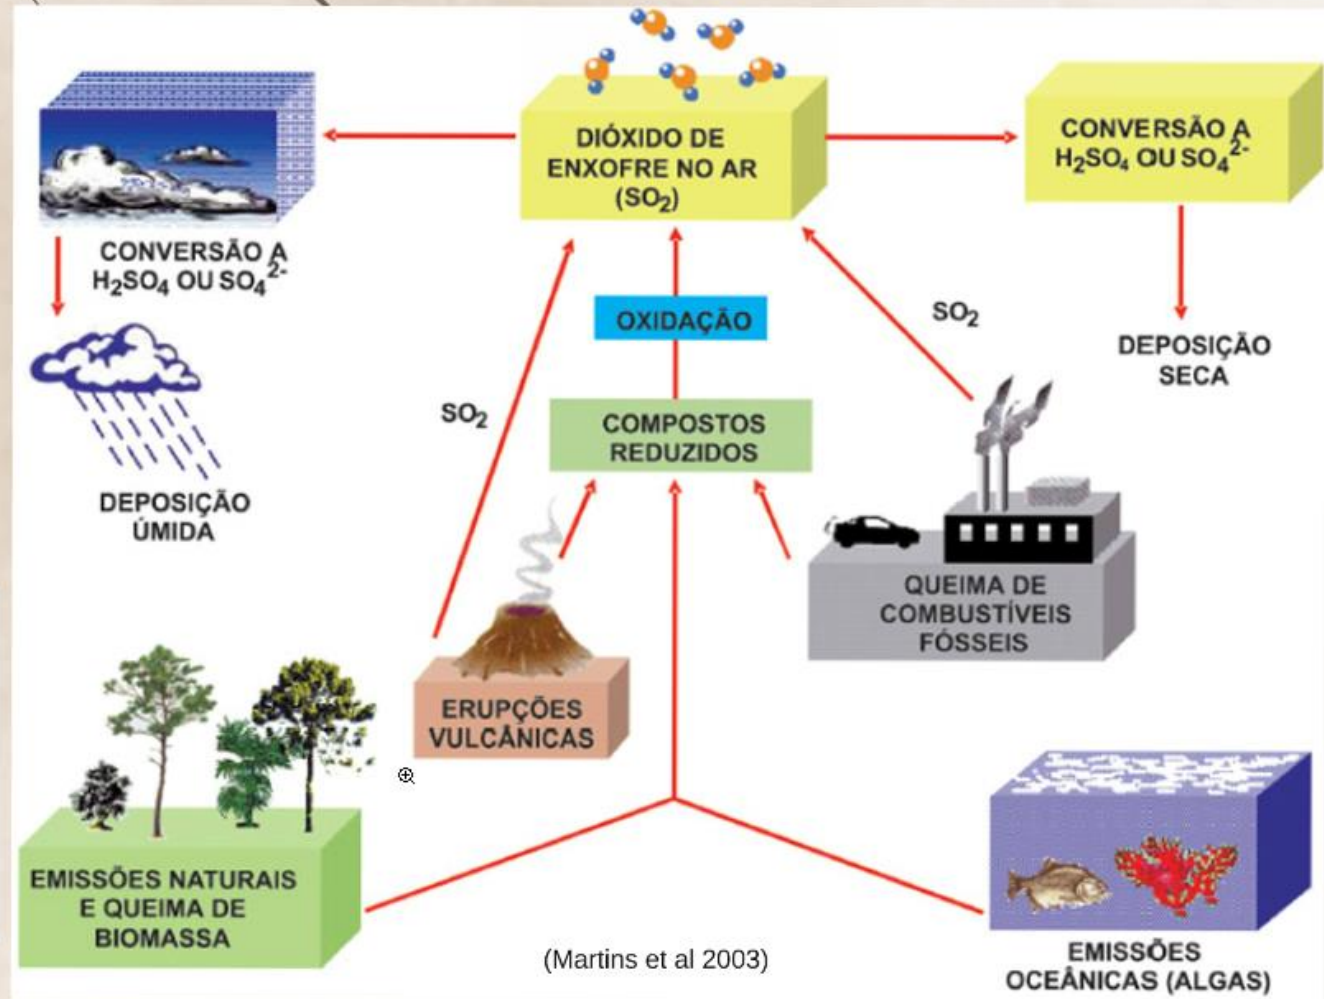 DIÓXIDO DE
ENXOFRE NO AR
(SO₂)
CONVERSÃO A
H₂SO₄ OU SO₄²⁻
CONVERSÃO A
H₂SO₄ OU SO₄²⁻
OXIDAÇÃO
SO₂
DEPOSIÇÃO
SECA
SO₂
COMPOSTOS
REDUZIDOS
DEPOSIÇÃO
ÚMIDA
QUEIMA DE
COMBUSTÍVEIS
FÓSSEIS
ERUPÇÕES
VULCÂNICAS
EMISSÕES NATURAIS
E QUEIMA DE
BIOMASSA
EMISSÕES
OCEÂNICAS (ALGAS)
(Martins et al 2003)